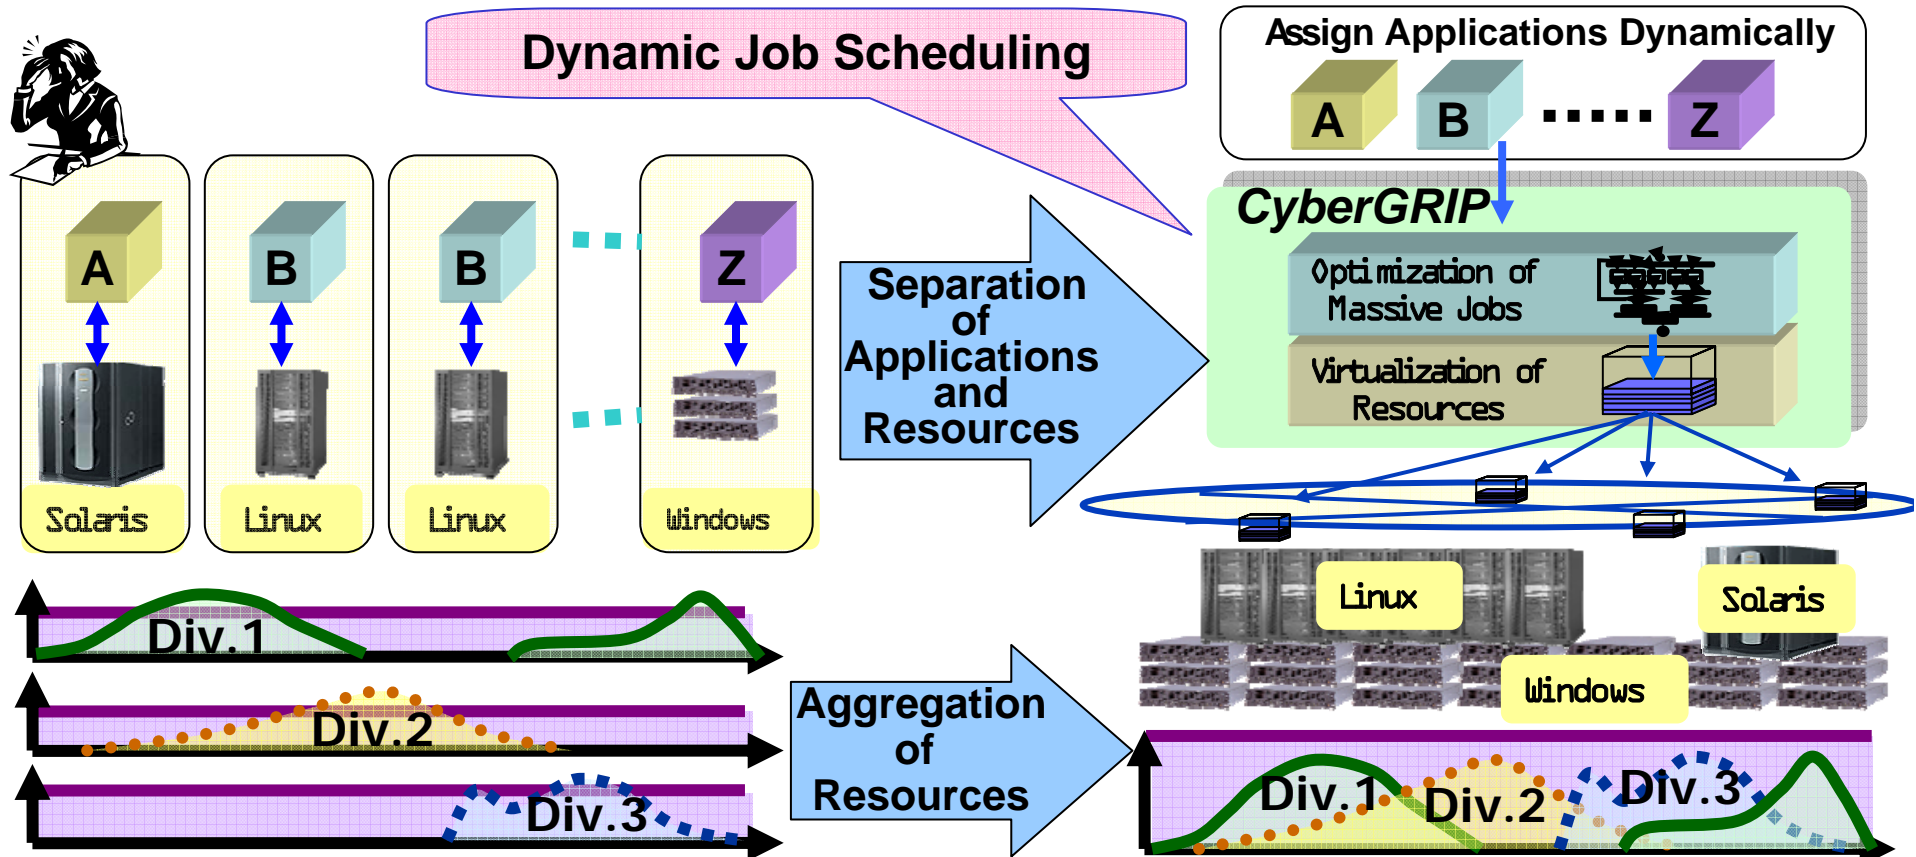 Dynamic Job Scheduling
Assign Applications Dynamically
A
B
Z
A
B
B
Z
Solaris
Linux
Linux
Windows
Separation
of
Applications
and
Resources
CyberGRIP
Optimization of
Massive Jobs
Virtualization of
Resources
Linux
Solaris
Windows
Div.1
Div.2
Div.3
Aggregation
of
Resources
Div.1
Div.2
Div.3